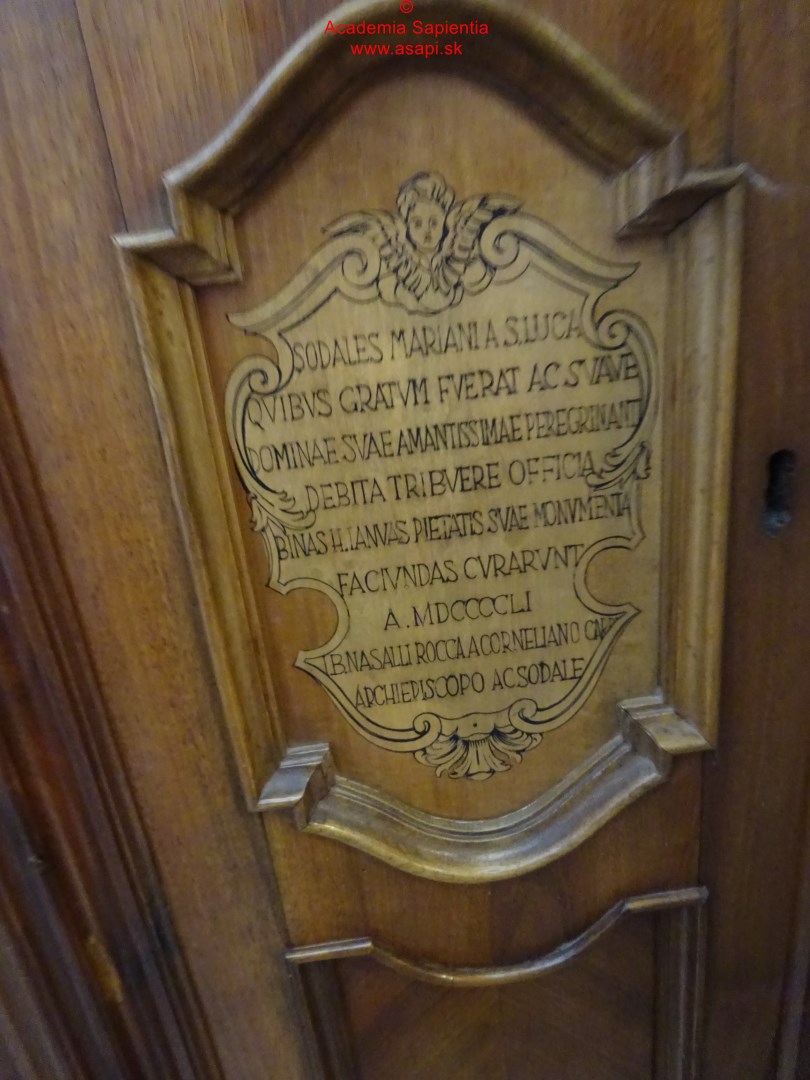 ©
Academia Sapientia
www.asapi.sk
SODALES MARIANI A S. LUCA
QVIBVS GRATVM FVERAT AC SVAVE
DOMINAE SVAE AMANTISSIMAE PEREGRINANTI
DEBITA TRIBVERE OFFICIA
BINAS H. IANVAS PIETATIS SVAE MONVMENTA
FACIVNDAS CVRARVNT
A. MDCCCCLI
I.B. NASALLI ROCCA A CORNELIANO CAR
ARCHIEPISCOPO AC SODALE